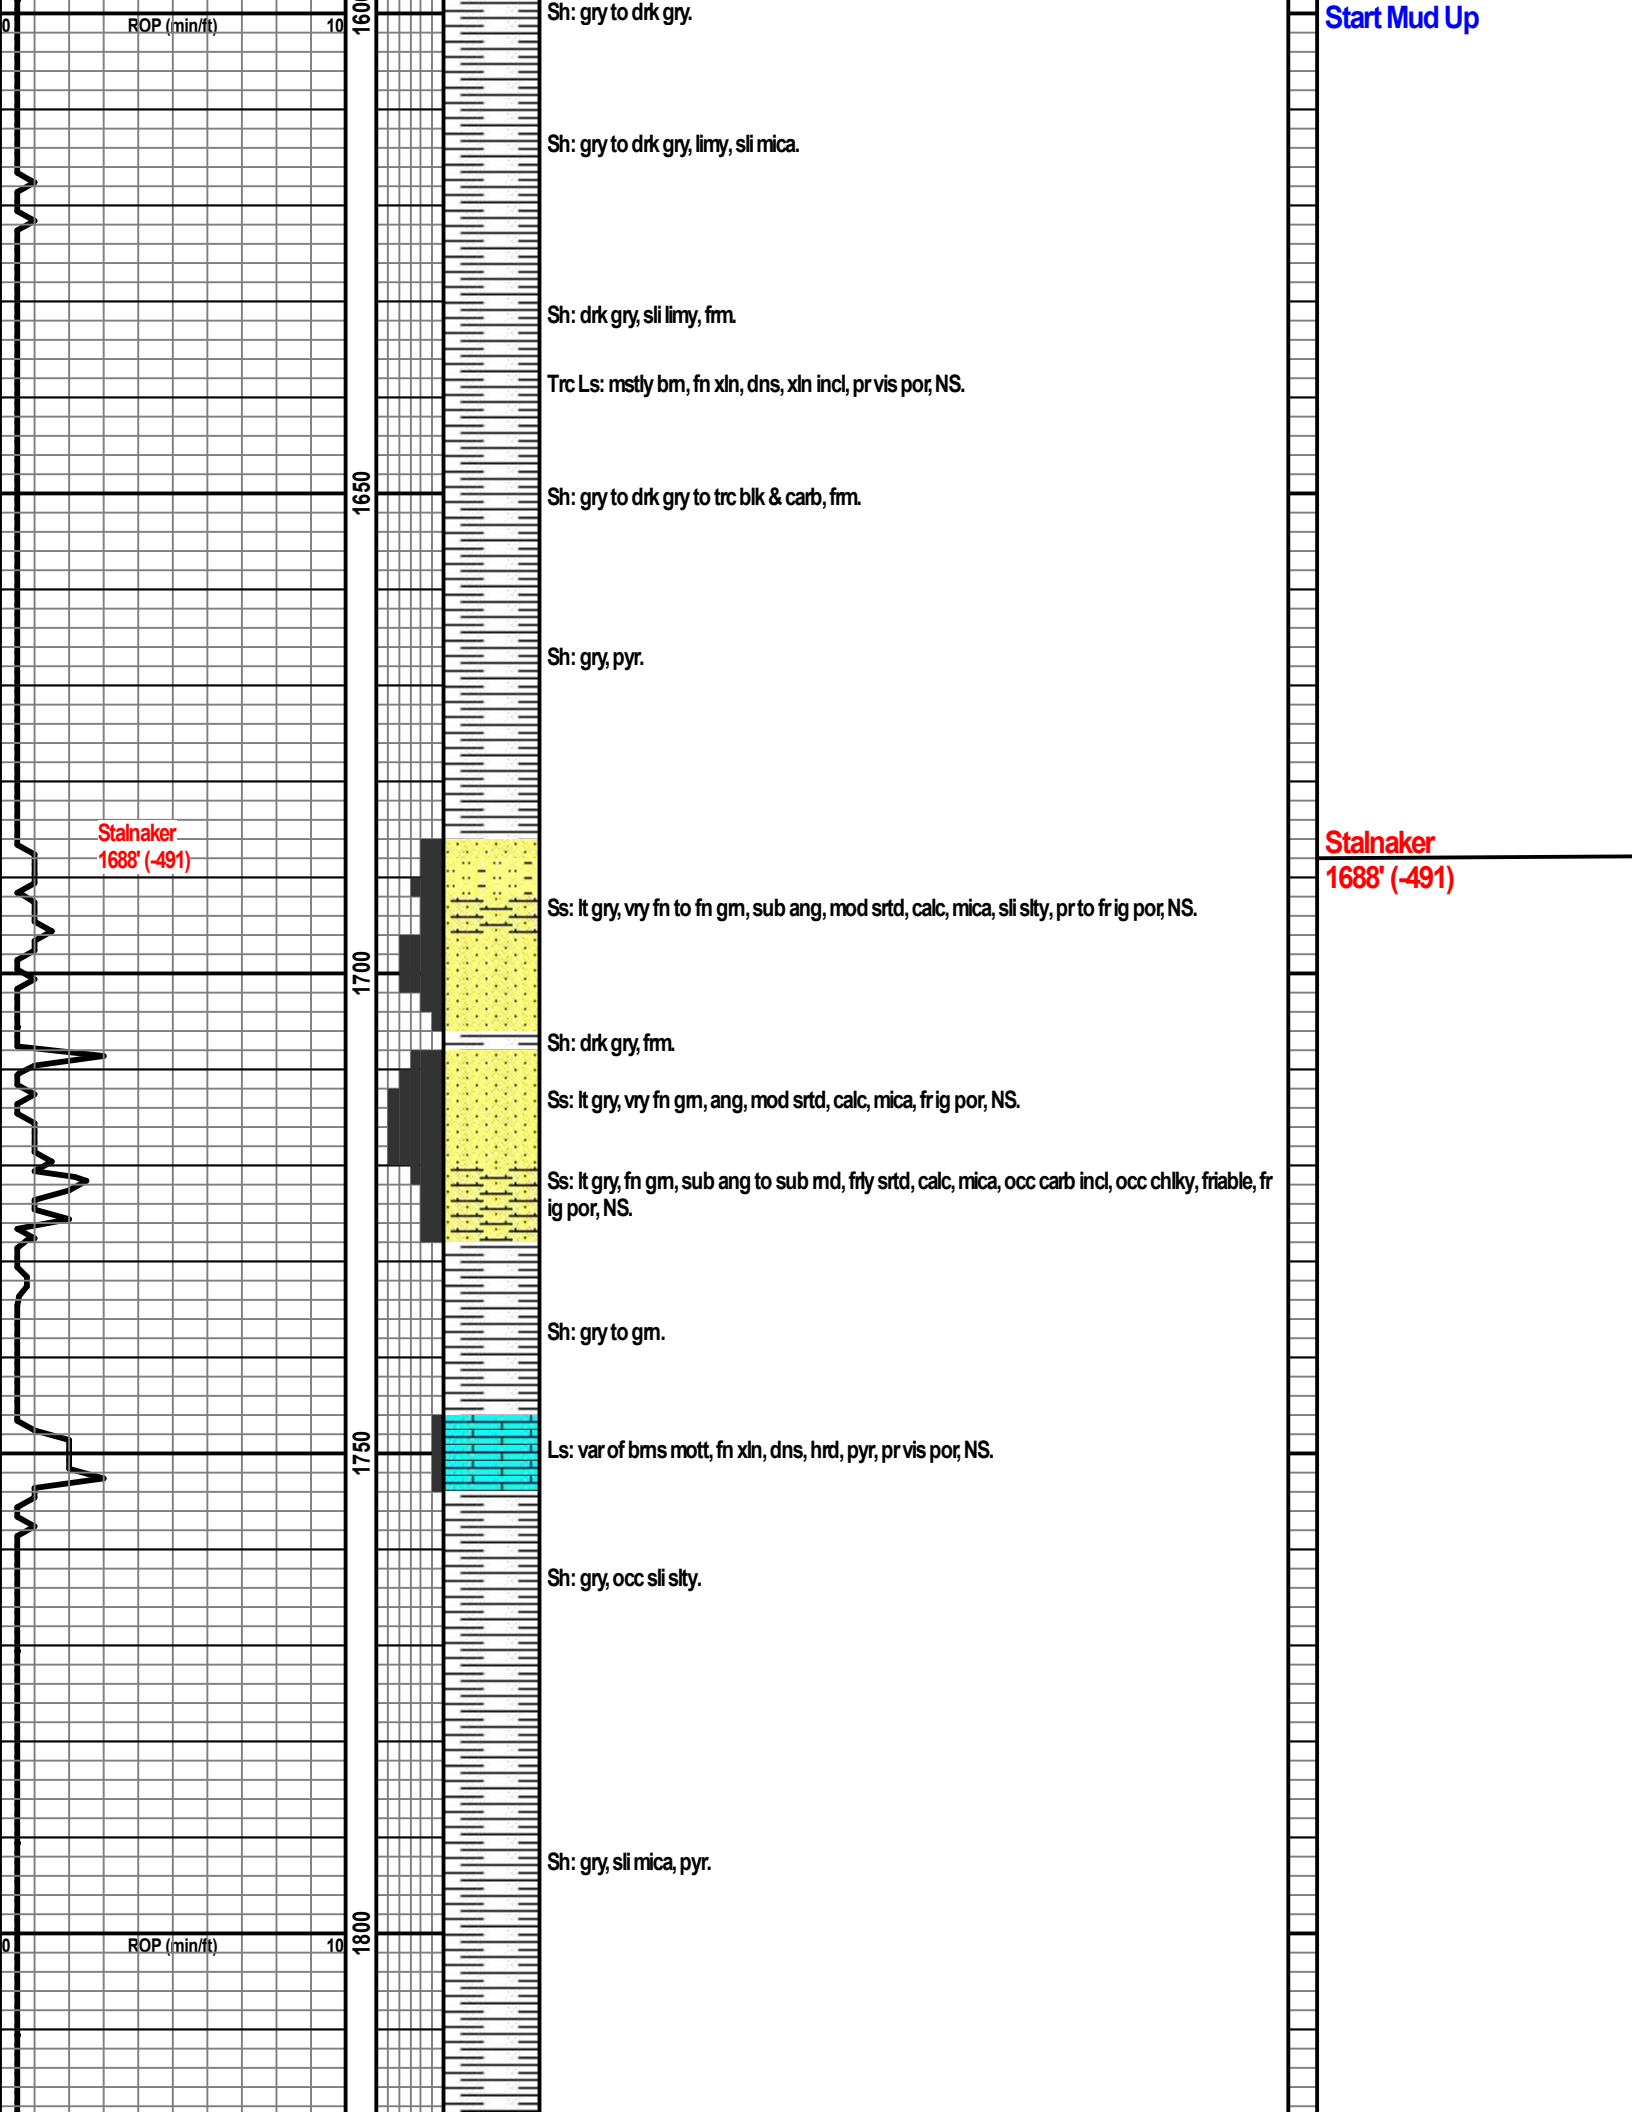 0 ROP (min/ft) 10
1600
Sh: gry to drk gry.
Start Mud Up
Sh: gry to drk gry, limy, sli mica.
Sh: drk gry, sli limy, frm.
Trc Ls: mstly brn, fn xln, dns, xln incl, pr vis por, NS.
1650
Sh: gry to drk gry to trc blk & carb, frm.
Sh: gry, pyr.
Stalnaker
1688' (-491)
Stalnaker
1688' (-491)
Ss: lt gry, vry fn to fn grn, sub ang, mod srtd, calc, mica, sli slty, pr to fr ig por, NS.
1700
Sh: drk gry, frm.
Ss: lt gry, vry fn grn, ang, mod srtd, calc, mica, fr ig por, NS.
Ss: lt gry, fn grn, sub ang to sub rnd, frly srtd, calc, mica, occ carb incl, occ chlky, friable, fr
ig por, NS.
Sh: gry to grn.
1750
Ls: var of brns mott, fn xln, dns, hrd, pyr, pr vis por, NS.
Sh: gry, occ sli slty.
Sh: gry, sli mica, pyr.
1800
0 ROP (min/ft) 10